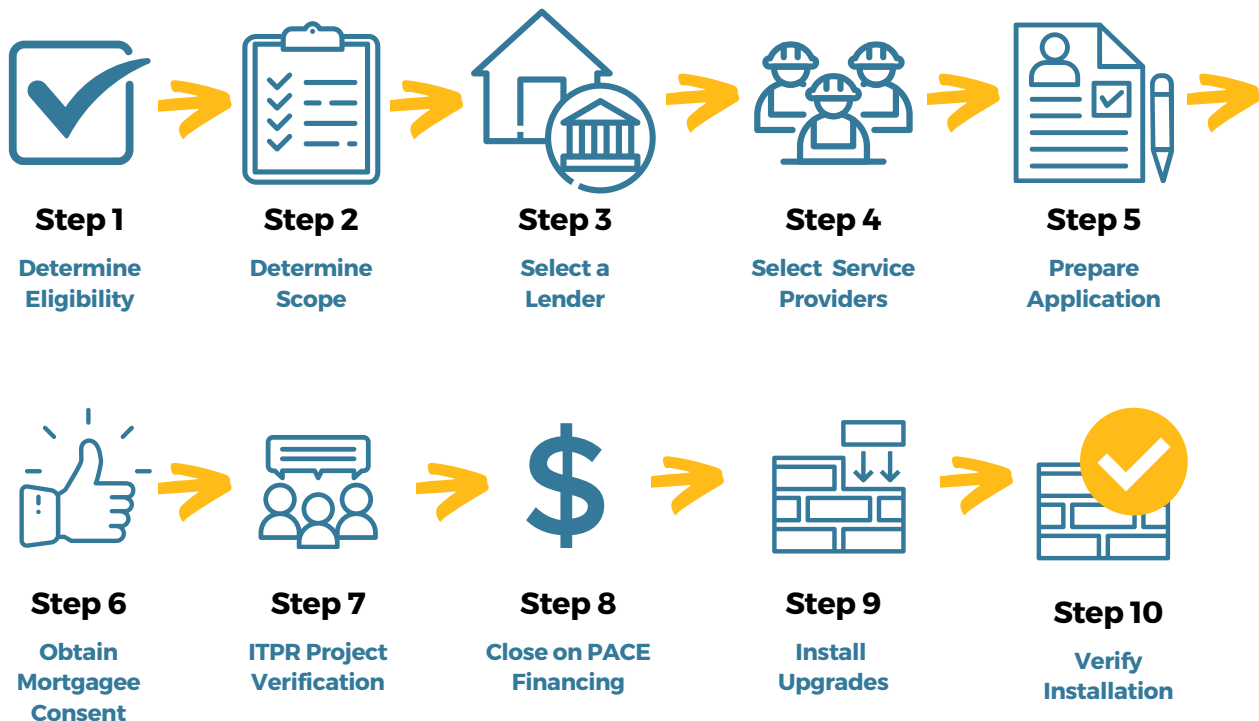 Step 1
Determine
Eligibility
Step 2
Determine
Scope
Step 3
Select a
Lender
Step 4
Select Service
Providers
Step 5
Prepare
Application
Step 6
Obtain
Mortgagee
Consent
Step 7
ITPR Project
Verification
$
Step 8
Close on PACE
Financing
Step 9
Install
Upgrades
Step 10
Verify
Installation